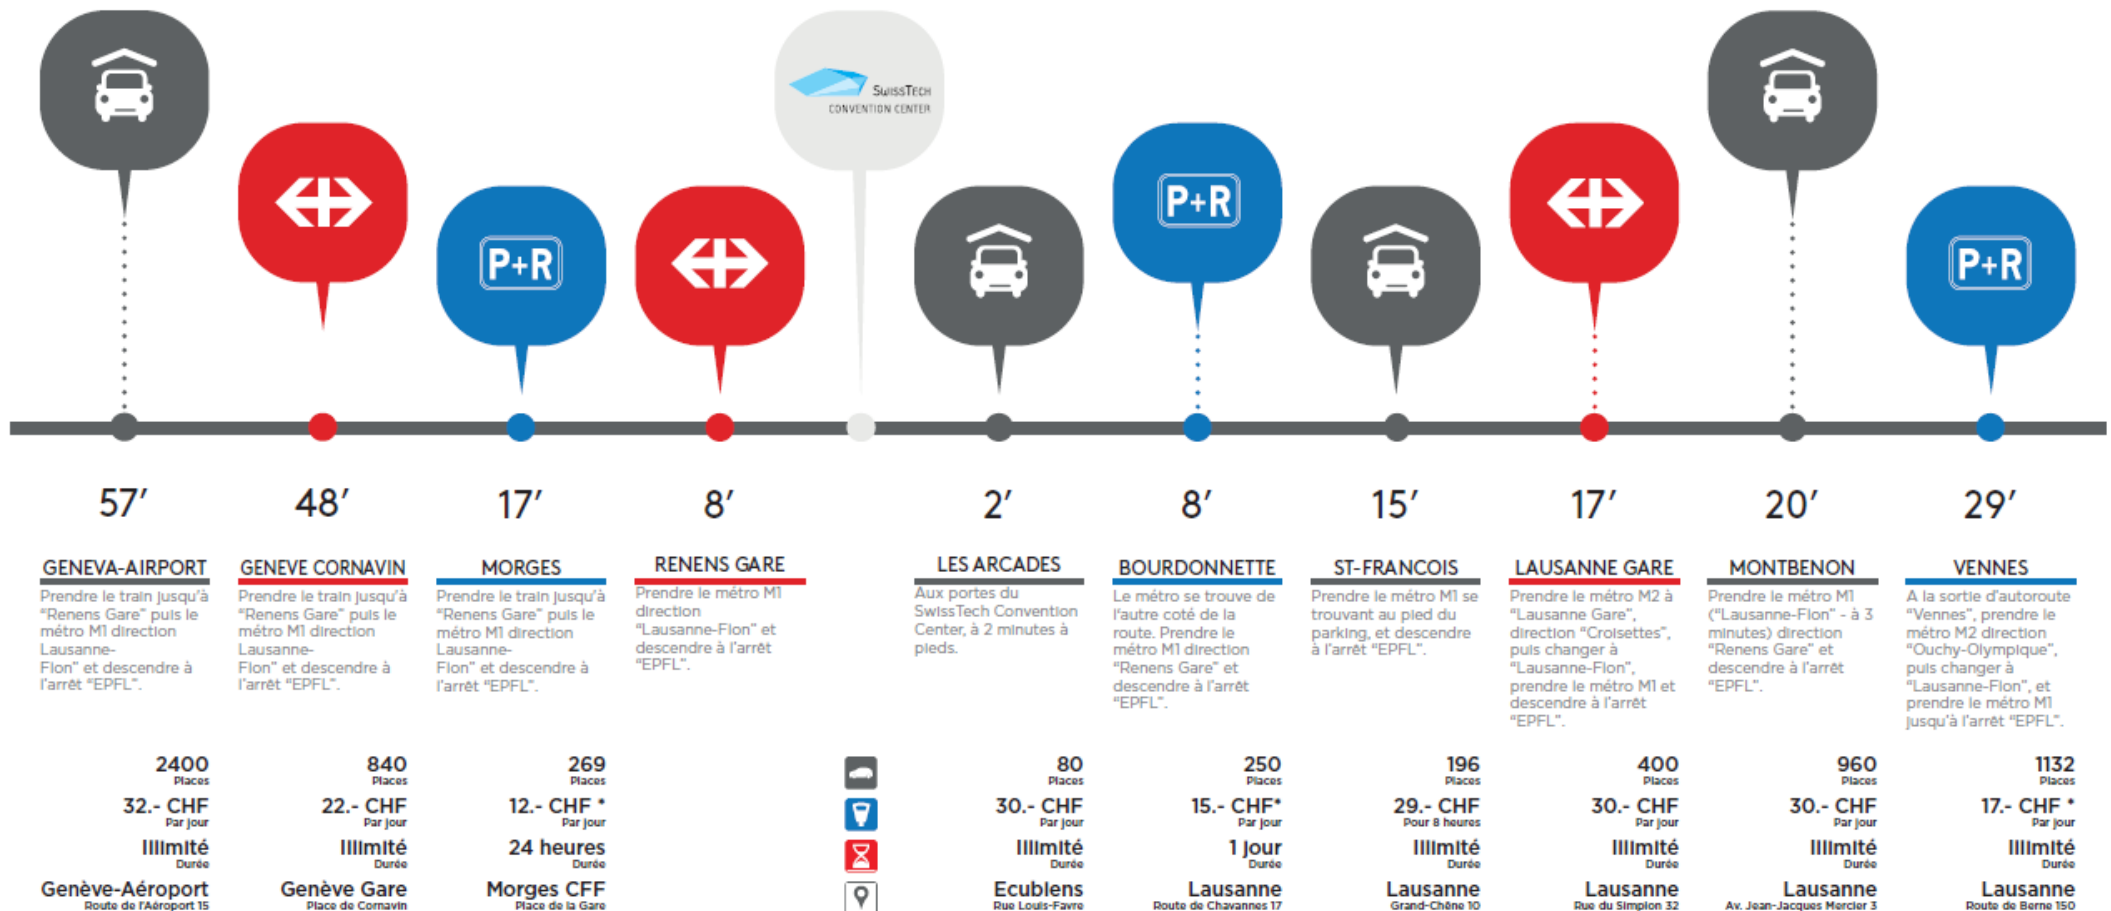 SWISSTECH
CONVENTION CENTER
P+R
P+R
P+R
57'
48'
17'
8'
2'
8'
15'
17'
20'
29'
GENEVA-AIRPORT
Prendre le train jusqu'à
"Renens Gare" puis le
métro M1 direction
Lausanne-
Flon" et descendre à
l'arrêt "EPFL".
GENEVE CORNAVIN
Prendre le train jusqu'à
"Renens Gare" puis le
métro M1 direction
Lausanne-
Flon" et descendre à
l'arrêt "EPFL".
MORGES
Prendre le train jusqu'à
"Renens Gare" puis le
métro M1 direction
Lausanne-
Flon" et descendre à
l'arrêt "EPFL".
RENENS GARE
Prendre le métro M1
direction
"Lausanne-Flon" et
descendre à l'arrêt
"EPFL".
LES ARCADES
Aux portes du
SwissTech Convention
Center, à 2 minutes à
pieds.
BOURDONNETTE
Le métro se trouve de
l'autre coté de la
route. Prendre le
métro M1 direction
"Renens Gare" et
descendre à l'arrêt
"EPFL".
ST-FRANCOIS
Prendre le métro M1 se
trouvant au pied du
parking, et descendre
à l'arrêt "EPFL".
LAUSANNE GARE
Prendre le métro M2 à
"Lausanne Gare",
direction "Croisettes",
puis changer à
"Lausanne-Flon",
prendre le métro M1 et
descendre à l'arrêt
"EPFL".
MONTBENON
Prendre le métro M1
("Lausanne-Flon" - à 3
minutes) direction
"Renens Gare" et
descendre à l'arrêt
"EPFL".
VENNES
A la sortie d'autoroute
"Vennes", prendre le
métro M2 direction
"Ouchy-Olympique",
puis changer à
"Lausanne-Flon", et
prendre le métro M1
jusqu'à l'arrêt "EPFL".
2400
Places
32.- CHF
Par jour
Illimité
Durée
Genève-Aéroport
Route de l'Aéroport 15
840
Places
22.- CHF
Par jour
Illimité
Durée
Genève Gare
Place de Cornavin
269
Places
12.- CHF *
Par jour
24 heures
Durée
Morges CFF
Place de la Gare
80
Places
30.- CHF
Par jour
Illimité
Durée
Ecublens
Rue Louis-Favre
250
Places
15.- CHF*
Par jour
1 jour
Durée
Lausanne
Route de Chavannes 17
196
Places
29.- CHF
Pour 8 heures
Illimité
Durée
Lausanne
Grand-Chêne 10
400
Places
30.- CHF
Par jour
Illimité
Durée
Lausanne
Rue du Simplon 32
960
Places
30.- CHF
Par jour
Illimité
Durée
Lausanne
Av. Jean-Jacques Mercier 3
1132
Places
17.- CHF *
Par jour
Illimité
Durée
Lausanne
Route de Berne 150